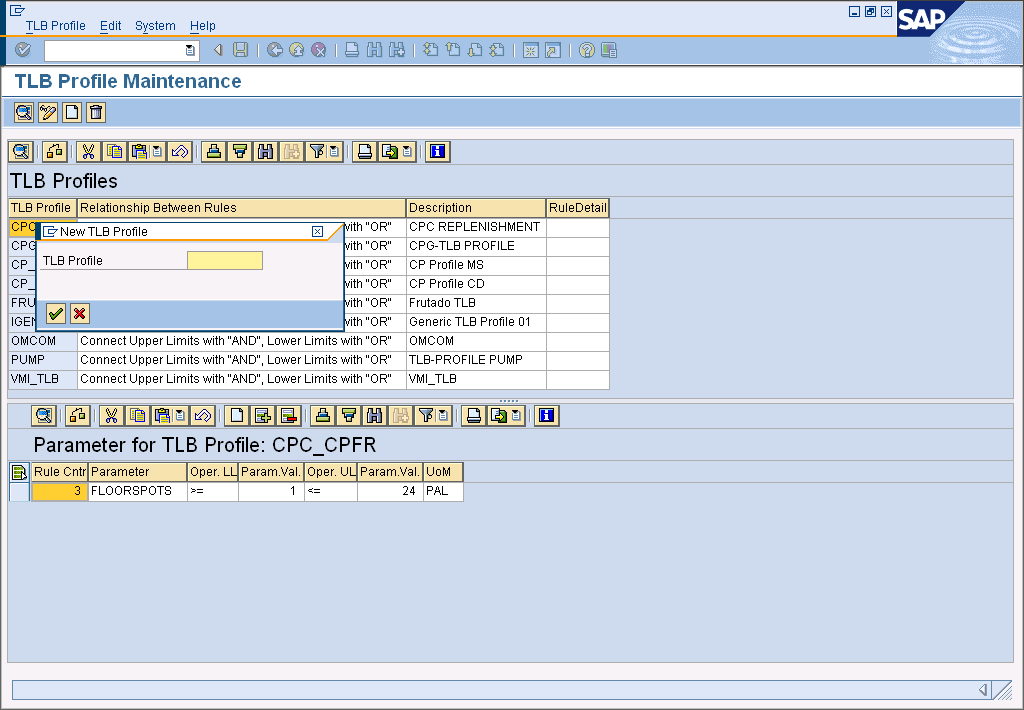 TLB Profile Edit System Help
SAP
TLB Profile Maintenance
TLB Profiles
TLB Profile Relationship Between Rules Description RuleDetail
CPC with "OR" CPC REPLENISHMENT
New TLB Profile
CPG with "OR" CPG-TLB PROFILE
TLB Profile
CP_ with "OR" CP Profile MS
CP_ with "OR" CP Profile CD
FRU with "OR" Frutado TLB
IGEN with "OR" Generic TLB Profile 01
OMCOM Connect Upper Limits with "AND", Lower Limits with "OR" OMCOM
PUMP Connect Upper Limits with "AND", Lower Limits with "OR" TLB-PROFILE PUMP
VMI_TLB Connect Upper Limits with "AND", Lower Limits with "OR" VMI_TLB
Parameter for TLB Profile: CPC_CPFR
Rule Cntr Parameter Oper. LL Param.Val. Oper. UL Param.Val. UoM
3 FLOORSPOTS >= 1 <= 24 PAL